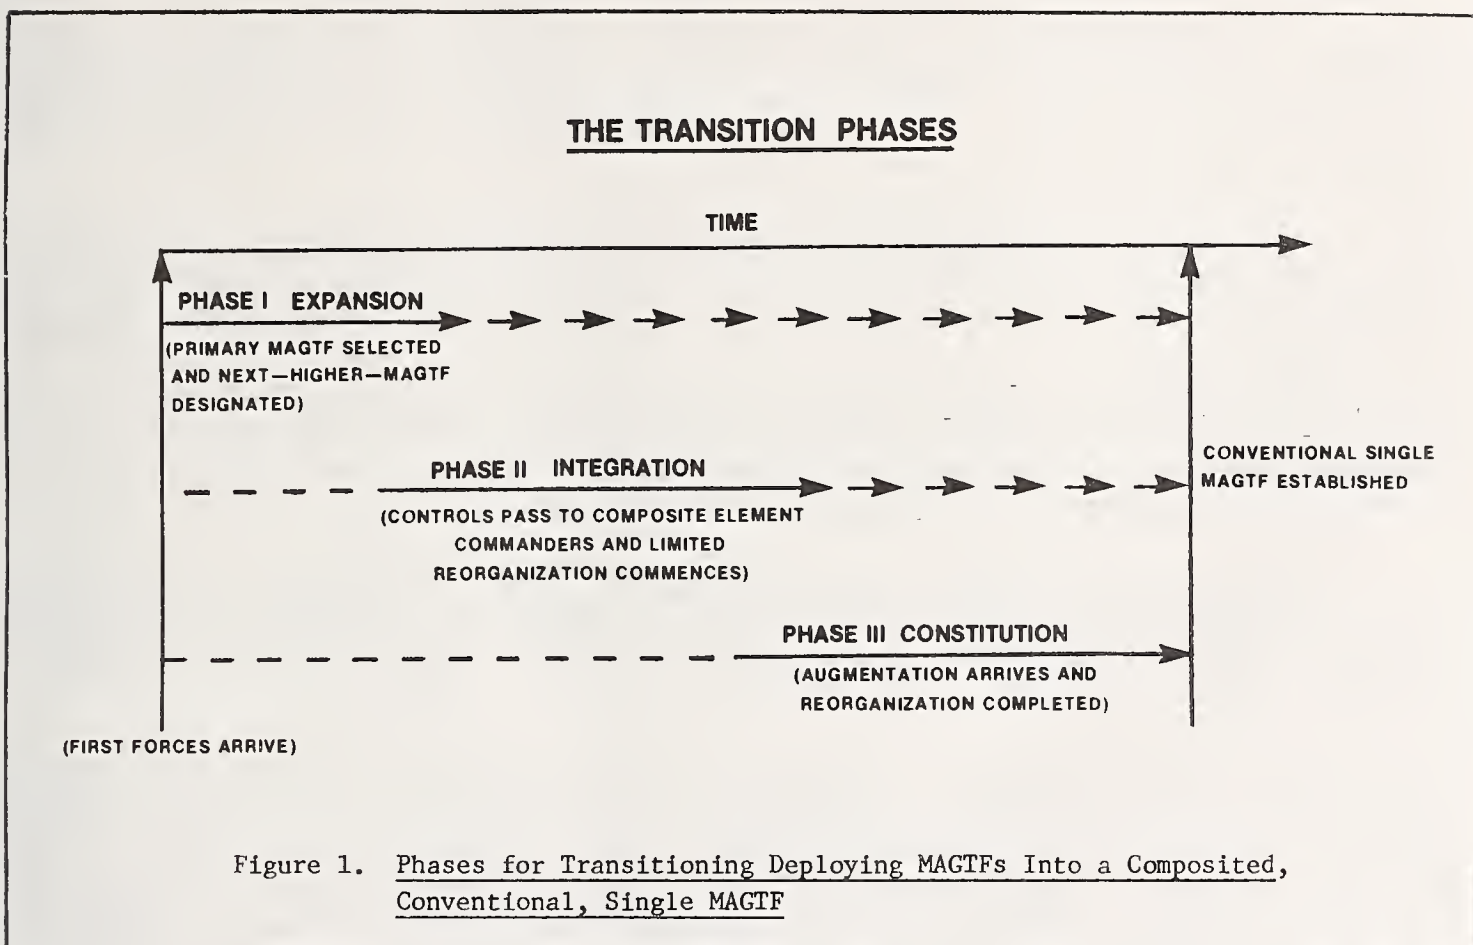 THE TRANSITION PHASES
TIME
PHASE I EXPANSION
(PRIMARY MAGTF SELECTED
AND NEXT—HIGHER—MAGTF
DESIGNATED)
PHASE II INTEGRATION
(CONTROLS PASS TO COMPOSITE ELEMENT
COMMANDERS AND LIMITED
REORGANIZATION COMMENCES)
CONVENTIONAL SINGLE
MAGTF ESTABLISHED
PHASE III CONSTITUTION
(AUGMENTATION ARRIVES AND
REORGANIZATION COMPLETED)
(FIRST FORCES ARRIVE)
Figure 1. Phases for Transitioning Deploying MAGTFs Into a Composited,
Conventional, Single MAGTF